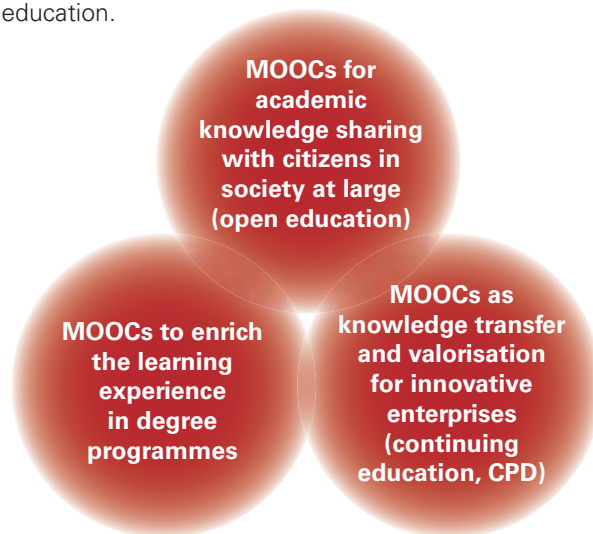 education.
MOOCs for
academic
knowledge sharing
with citizens in
society at large
(open education)
MOOCs to enrich
the learning
experience
in degree
programmes
MOOCs as
knowledge transfer
and valorisation
for innovative
enterprises
(continuing
education, CPD)